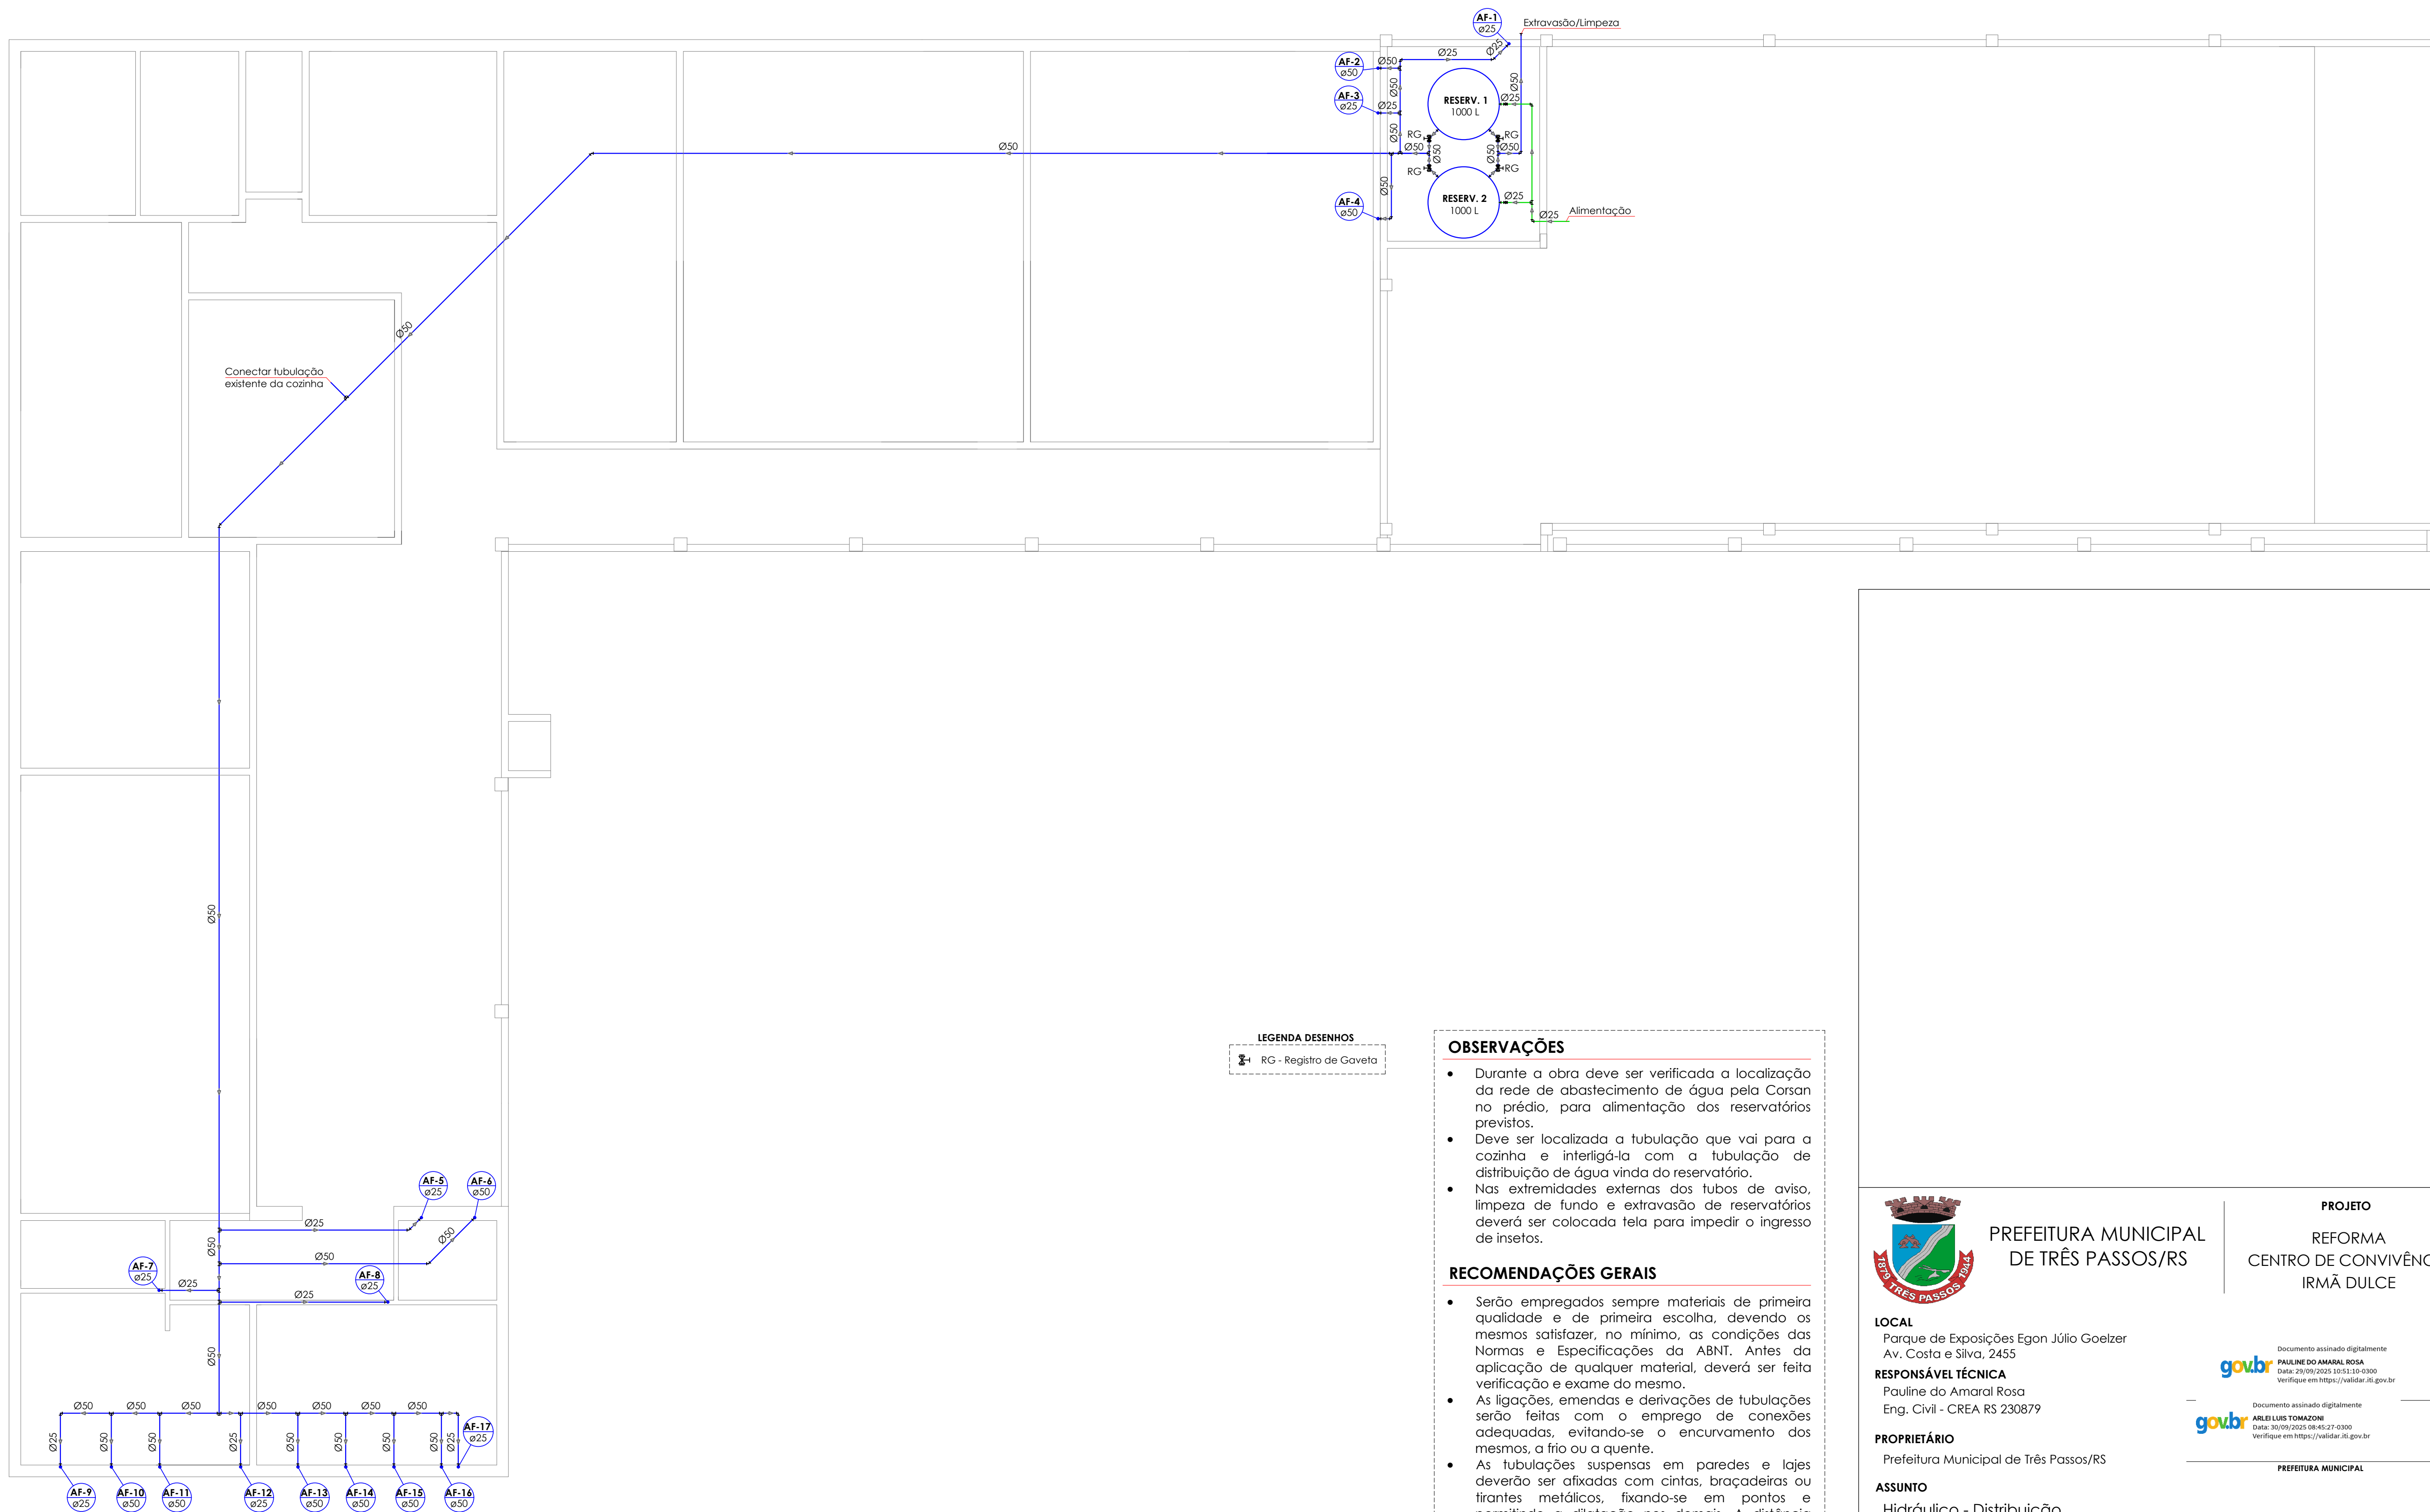 AF-1
ø25
Extravasão/Limpeza
AF-2
ø50
Ø50
Ø25
Ø25
AF-3
ø25
Ø25
Ø50
Ø50
Ø50
RESERV. 1
1000 L
Ø25
RG
RG
Ø50
Ø50
Ø50
Ø50
Ø50
RG
RG
RESERV. 2
1000 L
Ø25
AF-4
ø50
Ø50
Ø25
Alimentação
Ø50
Conectar tubulação
existente da cozinha
Ø50
AF-5
ø25
AF-6
ø50
Ø25
Ø50
Ø50
Ø50
AF-7
ø25
Ø25
AF-8
ø25
Ø25
Ø50
Ø50
Ø50
Ø50
Ø50
Ø50
Ø50
Ø50
Ø25
Ø50
Ø50
Ø25
Ø50
Ø50
Ø50
Ø50
Ø25
AF-17
ø25
AF-9
ø25
AF-10
ø50
AF-11
ø50
AF-12
ø25
AF-13
ø50
AF-14
ø50
AF-15
ø50
AF-16
ø50
LEGENDA DESENHOS
RG - Registro de Gaveta
OBSERVAÇÕES
● Durante a obra deve ser verificada a localização
da rede de abastecimento de água pela Corsan
no prédio, para alimentação dos reservatórios
previstos.
● Deve ser localizada a tubulação que vai para a
cozinha e interligá-la com a tubulação de
distribuição de água vinda do reservatório.
● Nas extremidades externas dos tubos de aviso,
limpeza de fundo e extravasão de reservatórios
deverá ser colocada tela para impedir o ingresso
de insetos.
RECOMENDAÇÕES GERAIS
● Serão empregados sempre materiais de primeira
qualidade e de primeira escolha, devendo os
mesmos satisfazer, no mínimo, as condições das
Normas e Especificações da ABNT. Antes da
aplicação de qualquer material, deverá ser feita
verificação e exame do mesmo.
● As ligações, emendas e derivações de tubulações
serão feitas com o emprego de conexões
adequadas, evitando-se o encurvamento dos
mesmos, a frio ou a quente.
● As tubulações suspensas em paredes e lajes
deverão ser afixadas com cintas, braçadeiras ou
tirantes metálicos, fixando-se em pontos e
permitindo a dilatação nos demais. A distância
1879 TRÊS PASSOS 1944
PREFEITURA MUNICIPAL
DE TRÊS PASSOS/RS
PROJETO
REFORMA
CENTRO DE CONVIVÊNC
IRMÃ DULCE
LOCAL
Parque de Exposições Egon Júlio Goelzer
Av. Costa e Silva, 2455
RESPONSÁVEL TÉCNICA
Pauline do Amaral Rosa
Eng. Civil - CREA RS 230879
gov.br
Documento assinado digitalmente
PAULINE DO AMARAL ROSA
Data: 29/09/2025 10:51:10-0300
Verifique em https://validar.iti.gov.br
gov.br
Documento assinado digitalmente
ARLEI LUIS TOMAZONI
Data: 30/09/2025 08:45:27-0300
Verifique em https://validar.iti.gov.br
PROPRIETÁRIO
Prefeitura Municipal de Três Passos/RS
PREFEITURA MUNICIPAL
ASSUNTO
Hidráulico - Distribuição